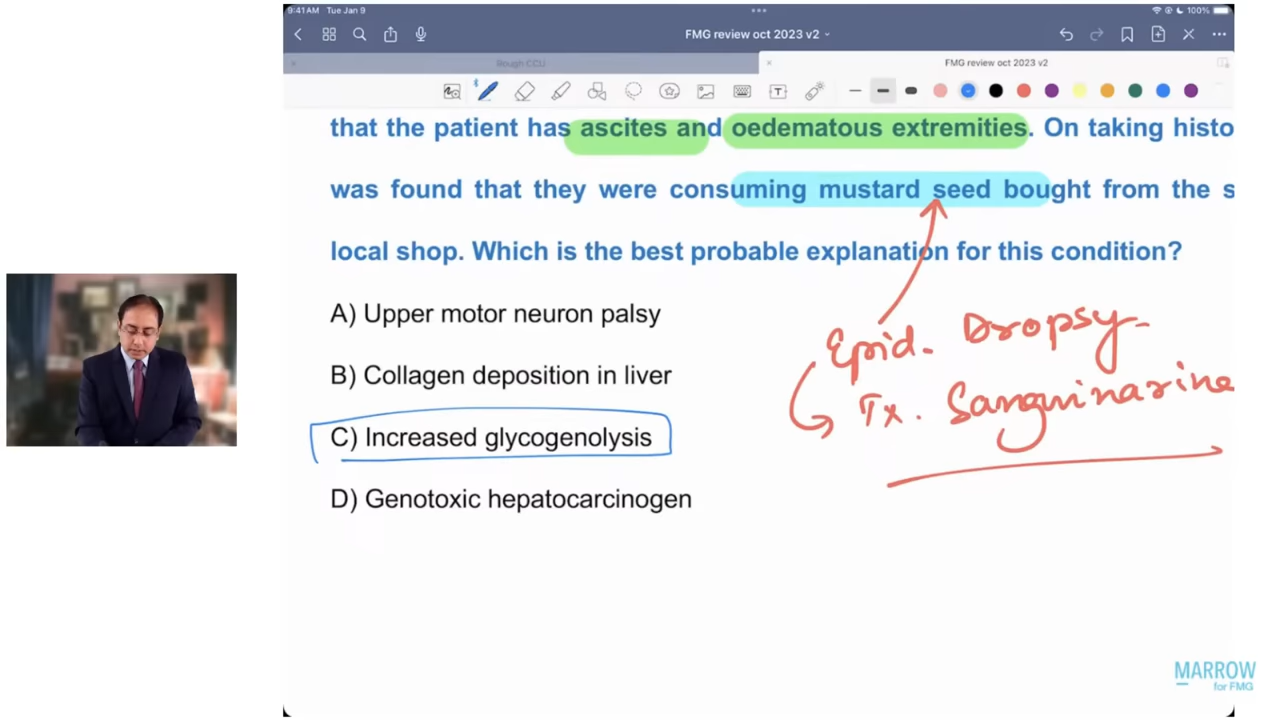 9:41AM Tue Jan 9
100%
FMG review oct 2023 v2
Rough CCU
FMG review oct 2023 v2
that the patient has ascites and oedematous extremities. On taking histo
was found that they were consuming mustard seed bought from the s
local shop. Which is the best probable explanation for this condition?
A) Upper motor neuron palsy
B) Collagen deposition in liver
C) Increased glycogenolysis
D) Genotoxic hepatocarcinogen
Epid. Dropsy
Tx. Sanguinarine
MARROW
for FMG